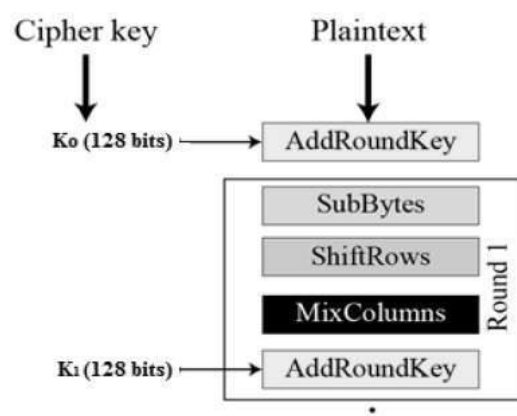 Cipher key Plaintext
K₀ (128 bits) AddRoundKey
SubBytes
ShiftRows
MixColumns
Round 1
K₁ (128 bits) AddRoundKey